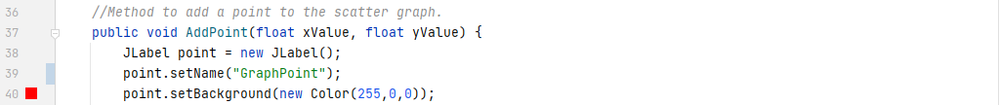 36 //Method to add a point to the scatter graph.
37 public void AddPoint(float xValue, float yValue) {
38 JLabel point = new JLabel();
39 point.setName("GraphPoint");
40 point.setBackground(new Color(255,0,0));